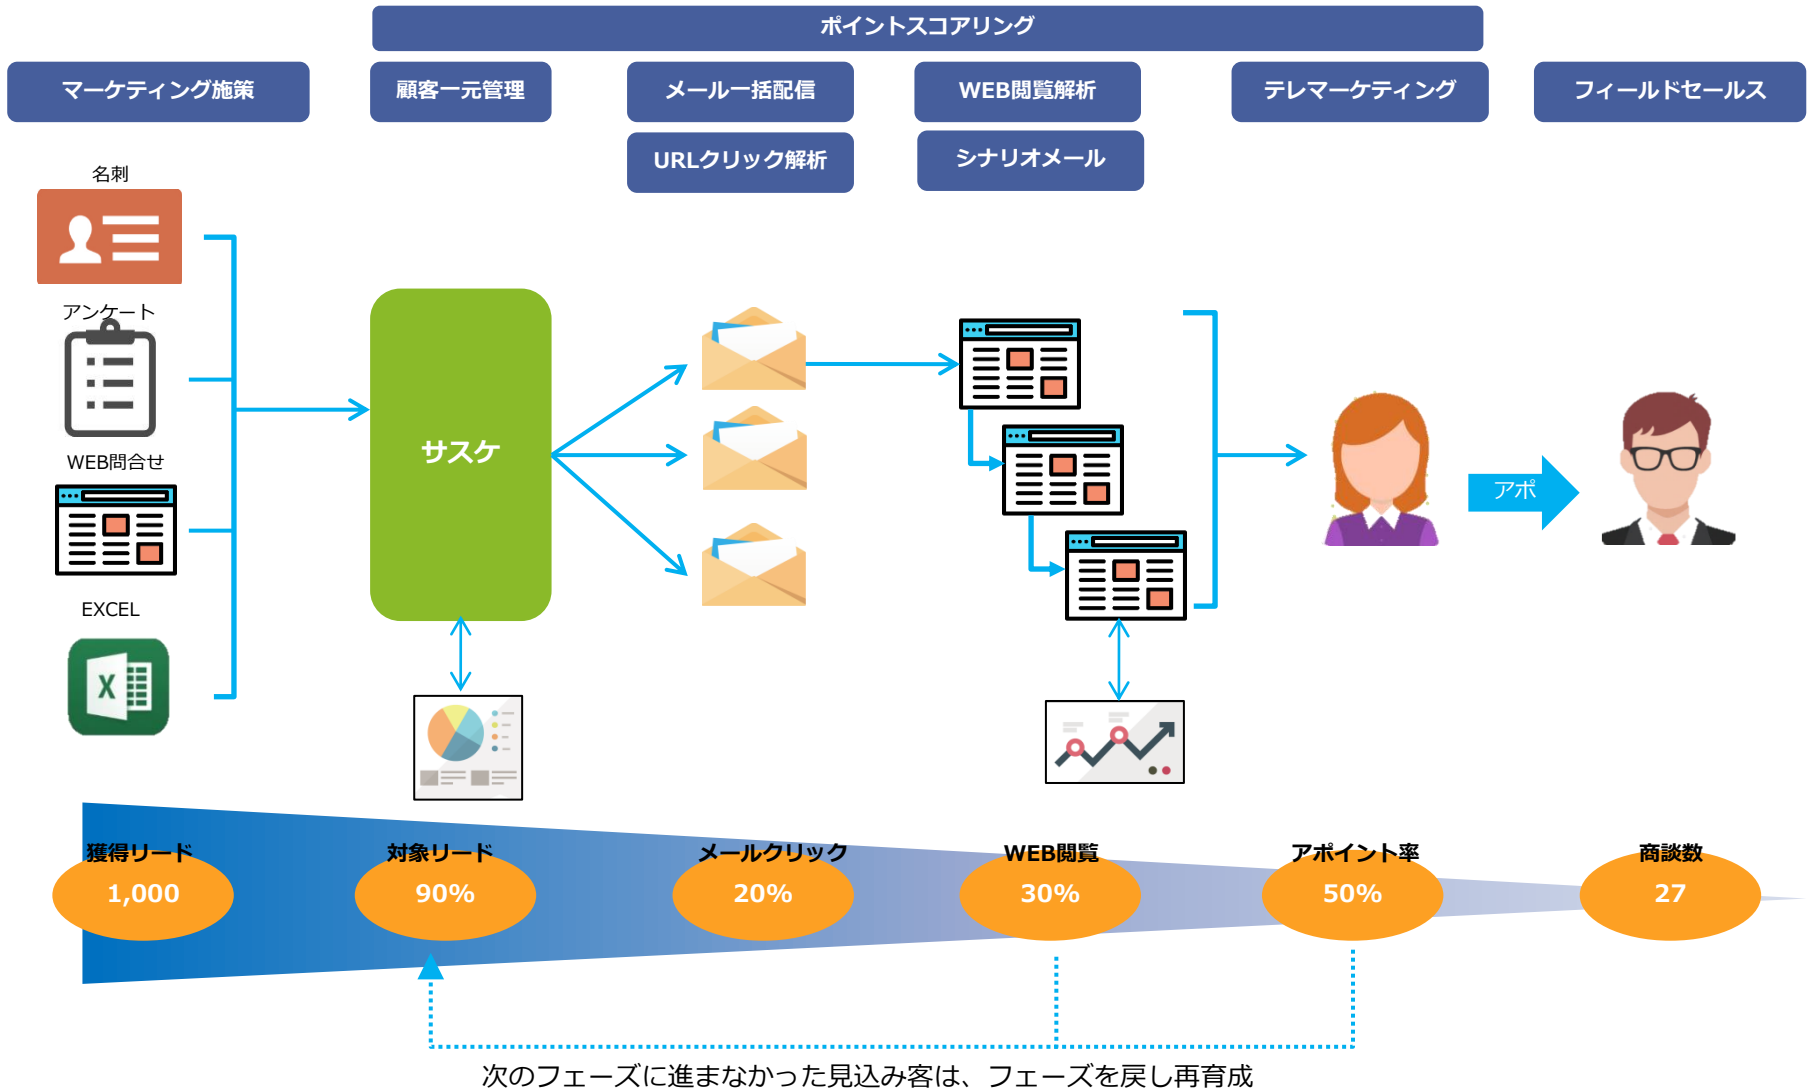 ポイントスコアリング
マーケティング施策
顧客一元管理
メール一括配信
WEB閲覧解析
テレマーケティング
フィールドセールス
URLクリック解析
シナリオメール
名刺
アンケート
WEB問合せ
EXCEL
サスケ
アポ
獲得リード
1,000
対象リード
90%
メールクリック
20%
WEB閲覧
30%
アポイント率
50%
商談数
27
次のフェーズに進まなかった見込み客は、フェーズを戻し再育成